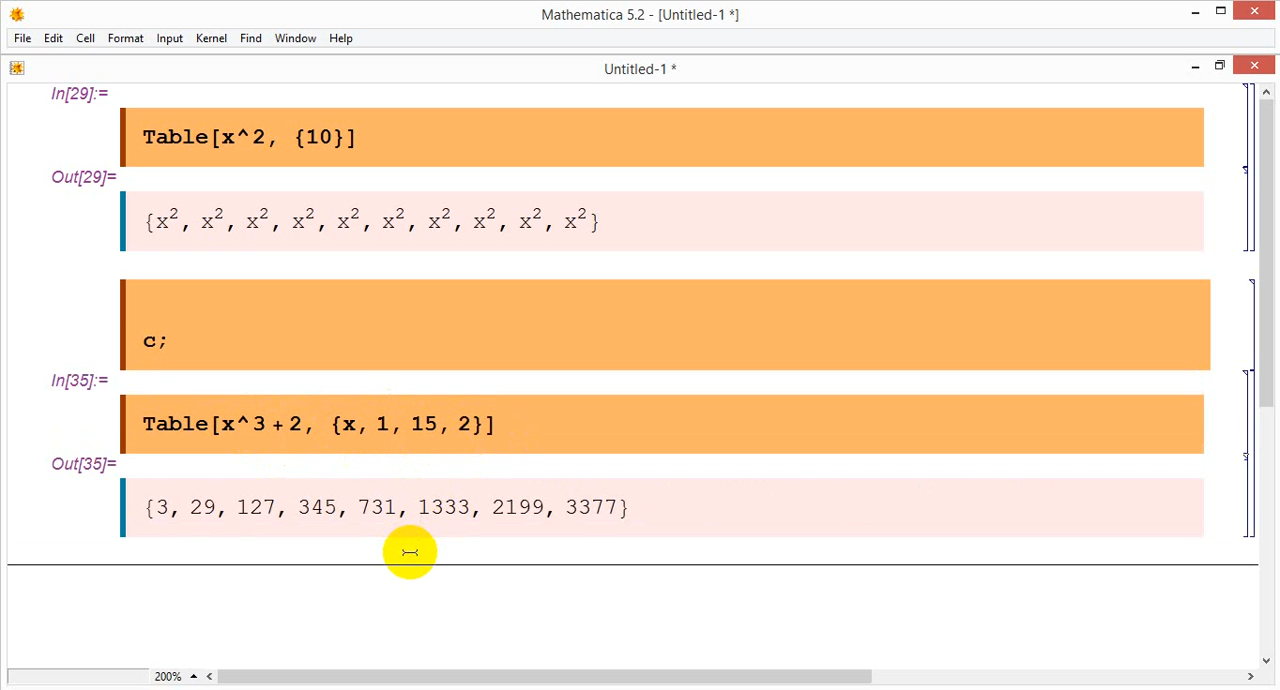 Mathematica 5.2 - [Untitled-1 *]
File Edit Cell Format Input Kernel Find Window Help
Untitled-1 *
In[29]:=
Table[x^2, {10}]
Out[29]=
{x², x², x², x², x², x², x², x², x², x²}
c;
In[35]:=
Table[x^3+2, {x, 1, 15, 2}]
Out[35]=
{3, 29, 127, 345, 731, 1333, 2199, 3377}
200%